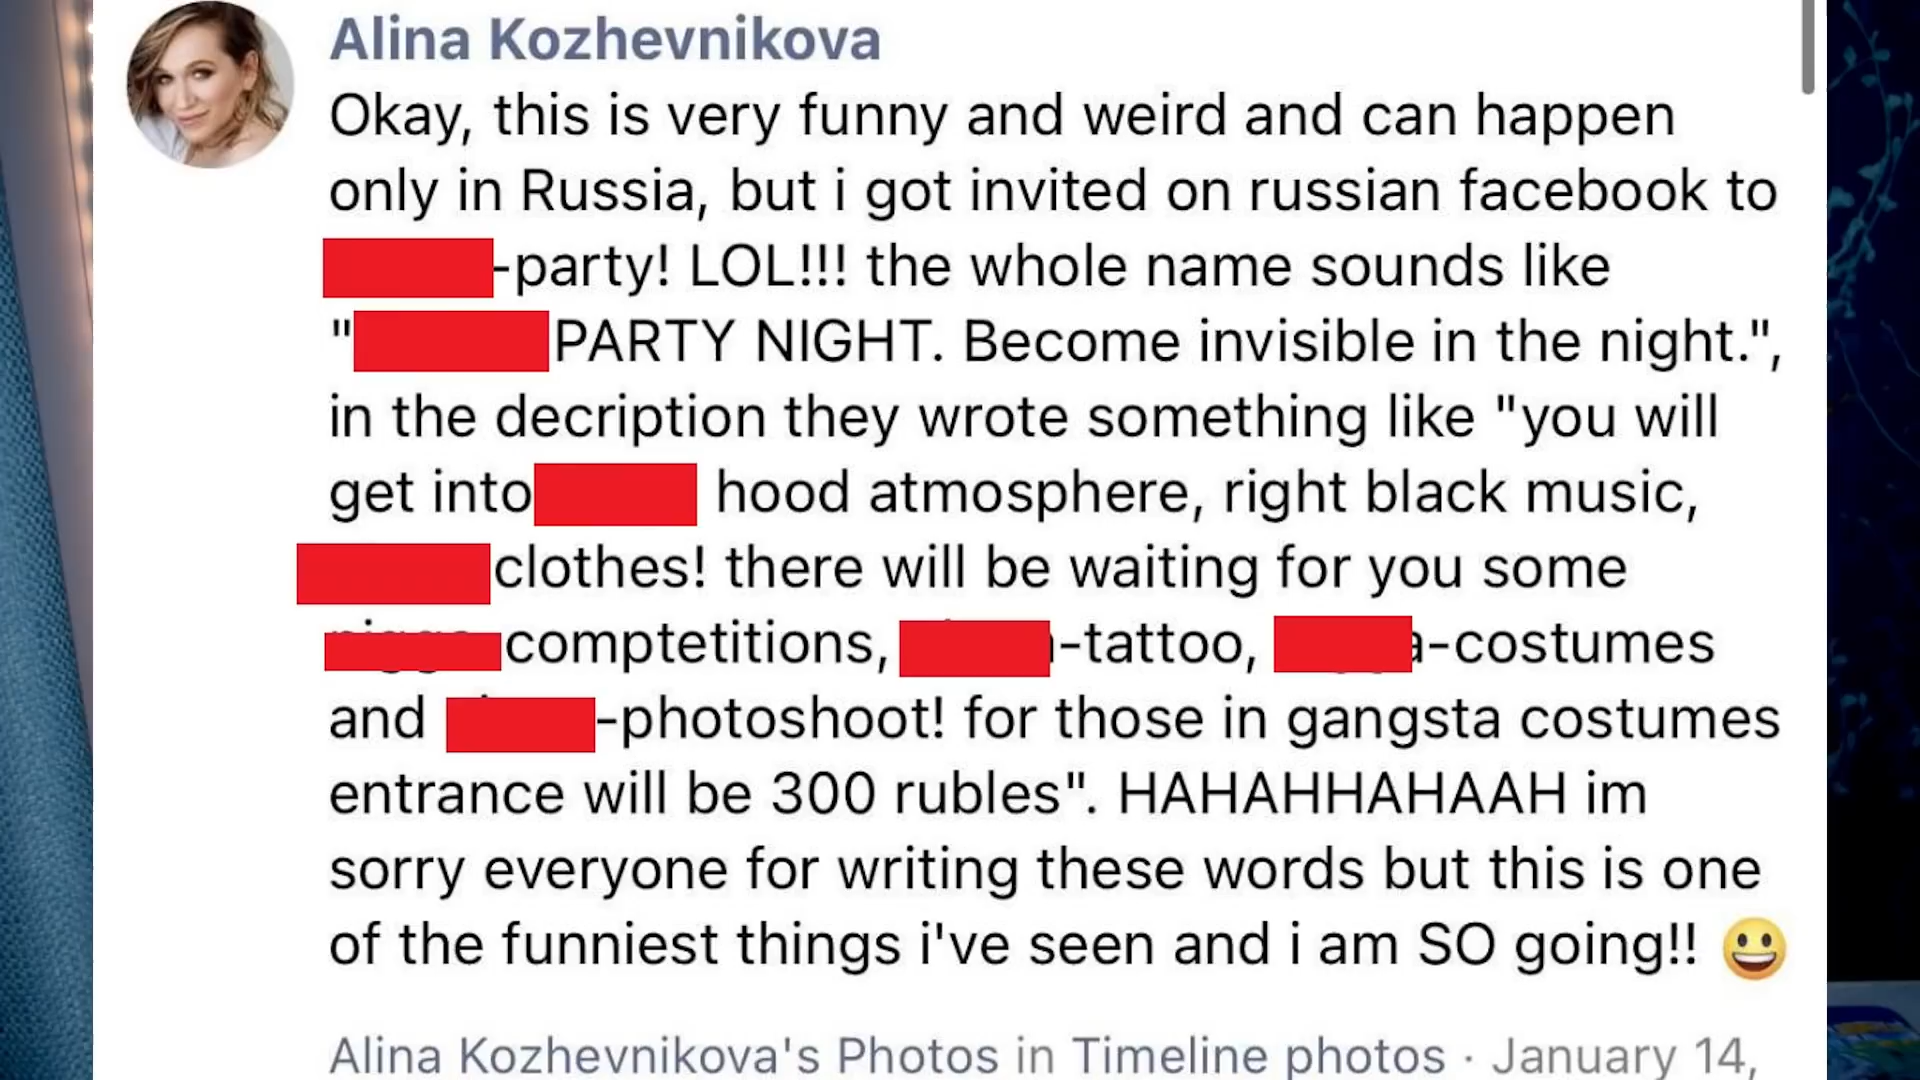 Alina Kozhevnikova
Okay, this is very funny and weird and can happen
only in Russia, but i got invited on russian facebook to
-party! LOL!!! the whole name sounds like
" PARTY NIGHT. Become invisible in the night.",
in the decription they wrote something like "you will
get into hood atmosphere, right black music,
clothes! there will be waiting for you some
comptetitions, -tattoo, a-costumes
and -photoshoot! for those in gangsta costumes
entrance will be 300 rubles". HAHAHHAHAAH im
sorry everyone for writing these words but this is one
of the funniest things i've seen and i am SO going!! 😀
Alina Kozhevnikova's Photos in Timeline photos · January 14,